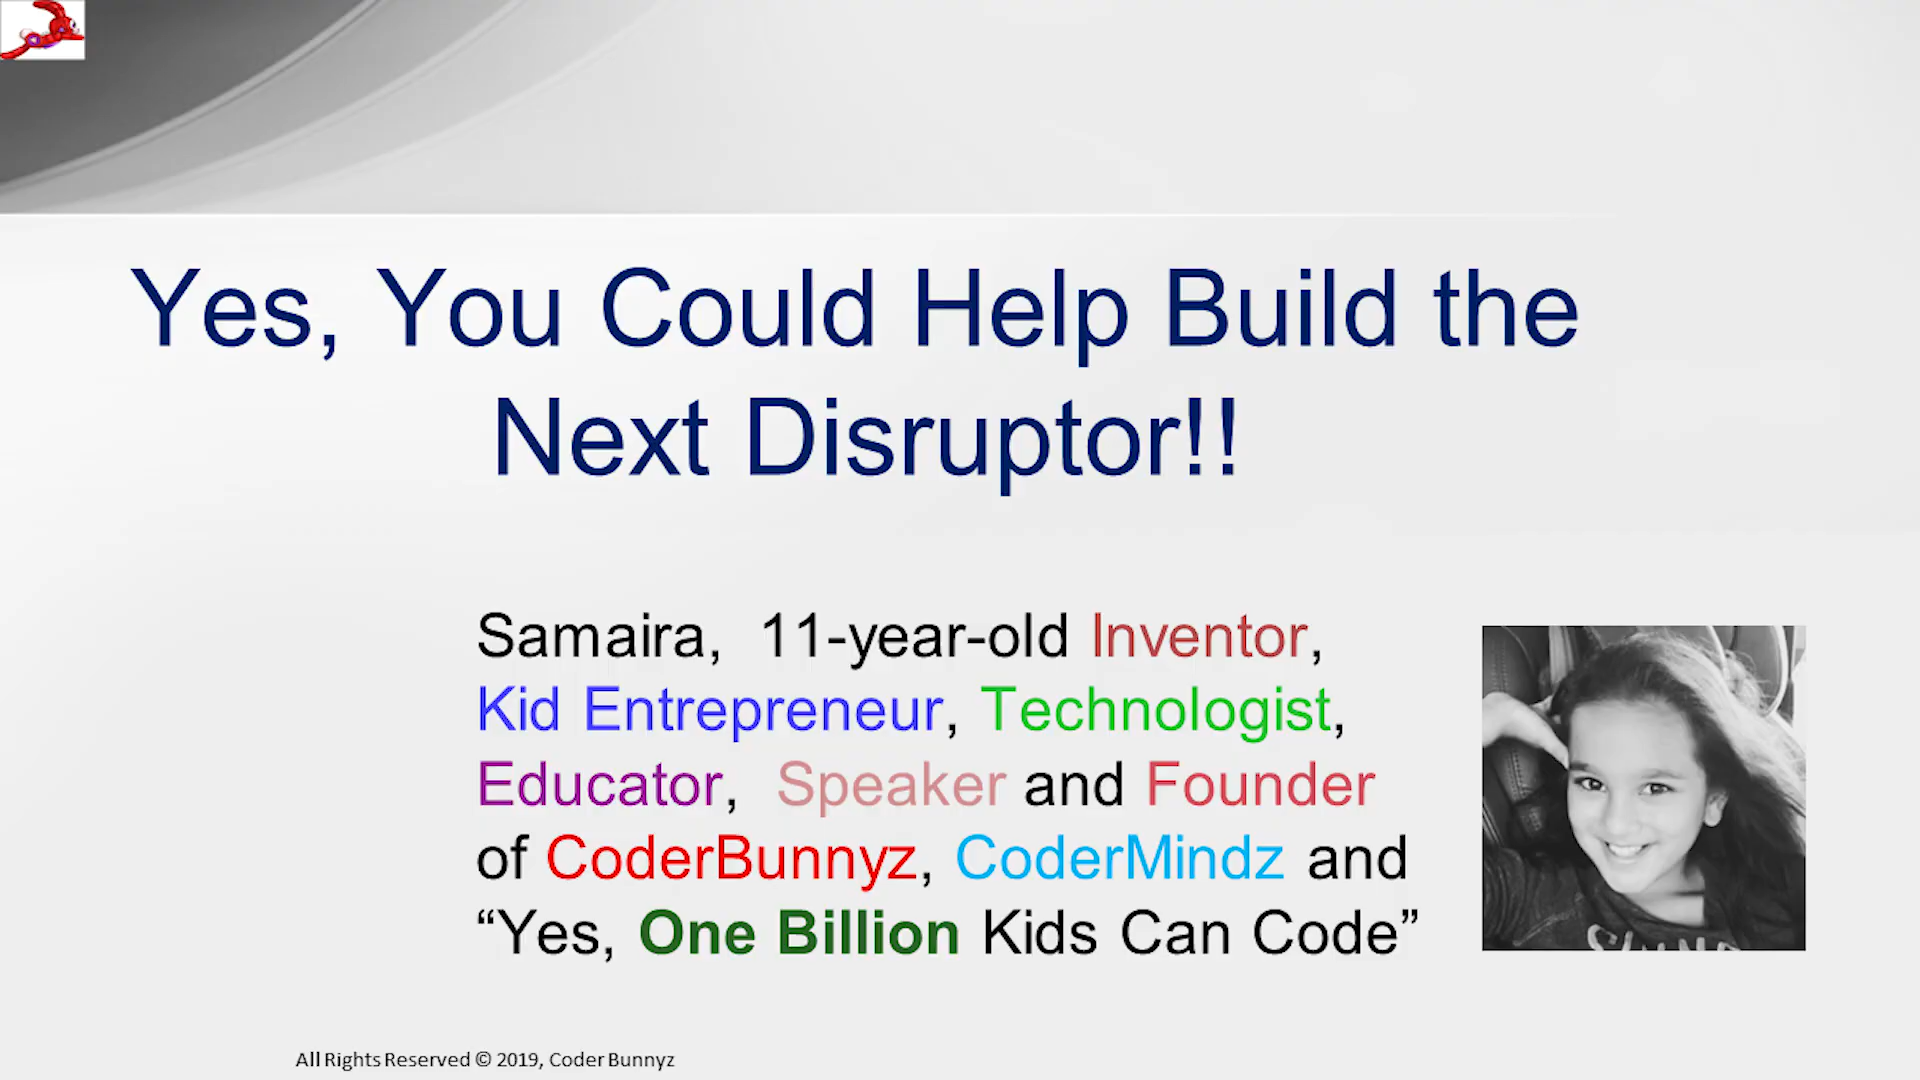 Yes, You Could Help Build the
Next Disruptor!!
Samaira, 11-year-old Inventor,
Kid Entrepreneur, Technologist,
Educator, Speaker and Founder
of CoderBunnyz, CoderMindz and
“Yes, One Billion Kids Can Code”
All Rights Reserved © 2019, Coder Bunnyz